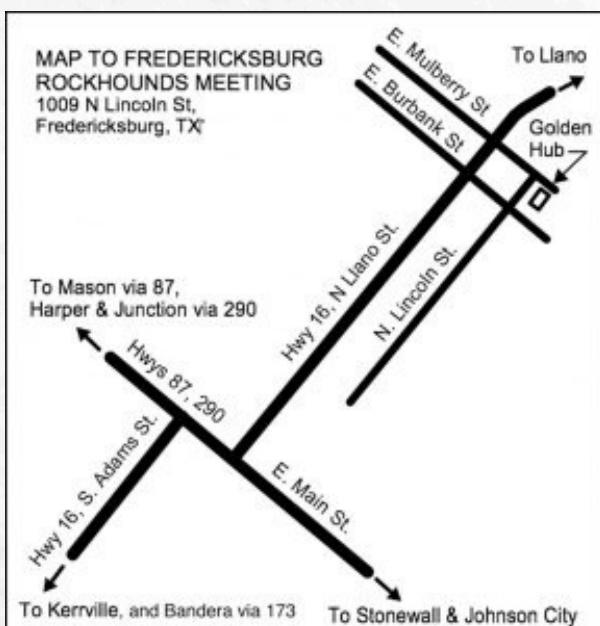 MAP TO FREDERICKSBURG
ROCKHOUNDS MEETING
1009 N Lincoln St,
Fredericksburg, TX
E. Mulberry St
To Llano
E. Burbank St
Golden
Hub
Hwy 16, N Llano St.
N. Lincoln St.
To Mason via 87,
Harper & Junction via 290
Hwys 87, 290
Hwy 16, S. Adams St.
E. Main St.
To Kerrville, and Bandera via 173
To Stonewall & Johnson City